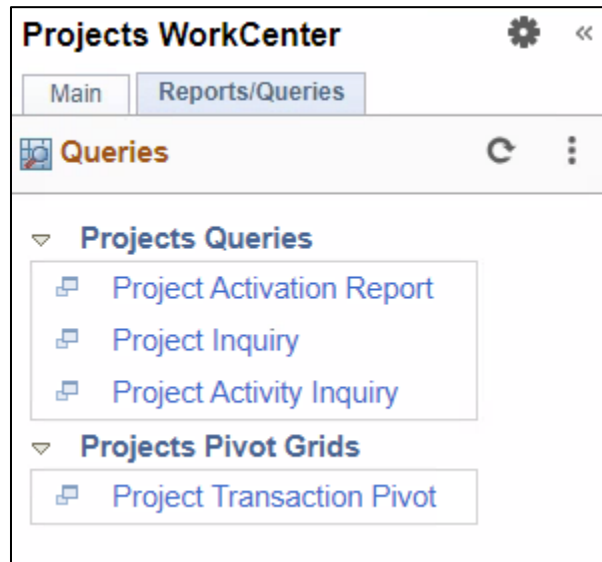 Projects WorkCenter
Main Reports/Queries
Queries
Projects Queries
Project Activation Report
Project Inquiry
Project Activity Inquiry
Projects Pivot Grids
Project Transaction Pivot